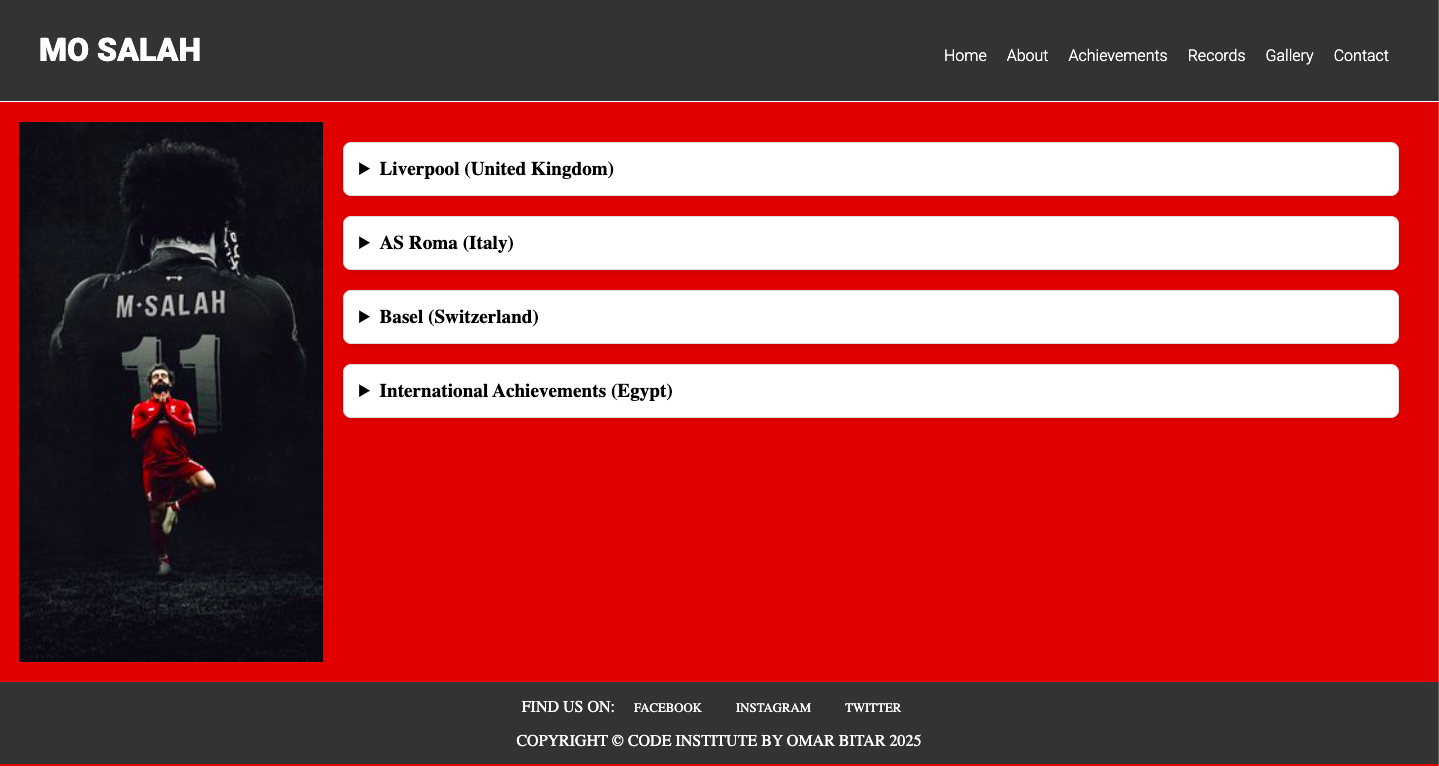 MO SALAH
Home About Achievements Records Gallery Contact
M·SALAH
11
Liverpool (United Kingdom)
AS Roma (Italy)
Basel (Switzerland)
International Achievements (Egypt)
FIND US ON: FACEBOOK INSTAGRAM TWITTER
COPYRIGHT © CODE INSTITUTE BY OMAR BITAR 2025